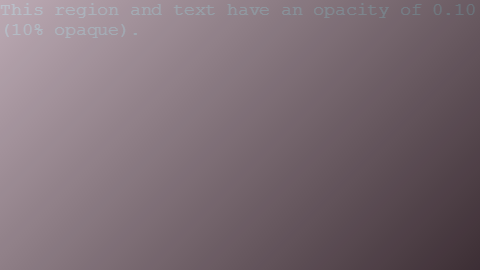 This region and text have an opacity of 0.10
(10% opaque).